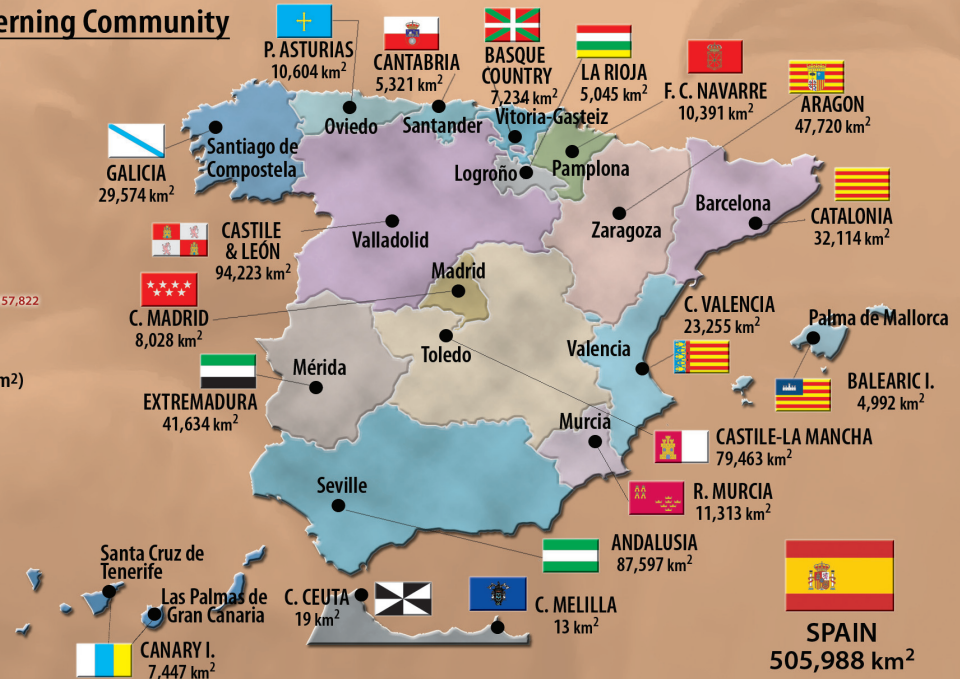 erning Community
P. ASTURIAS
10,604 km²
CANTABRIA
5,321 km²
BASQUE
COUNTRY
7,234 km²
LA RIOJA
5,045 km²
F. C. NAVARRE
10,391 km²
ARAGON
47,720 km²
Oviedo
Santander
Vitoria-Gasteiz
GALICIA
29,574 km²
Santiago de
Compostela
Logroño
Pamplona
Barcelona
CATALONIA
32,114 km²
CASTILE
& LEÓN
94,223 km²
Valladolid
Zaragoza
Madrid
57,822
C. MADRID
8,028 km²
C. VALENCIA
23,255 km²
Palma de Mallorca
Toledo
Valencia
m²)
Mérida
EXTREMADURA
41,634 km²
BALEARIC I.
4,992 km²
Murcia
CASTILE-LA MANCHA
79,463 km²
R. MURCIA
11,313 km²
Seville
ANDALUSIA
87,597 km²
Santa Cruz de
Tenerife
Las Palmas de
Gran Canaria
C. CEUTA
19 km²
C. MELILLA
13 km²
CANARY I.
7,447 km²
SPAIN
505,988 km²